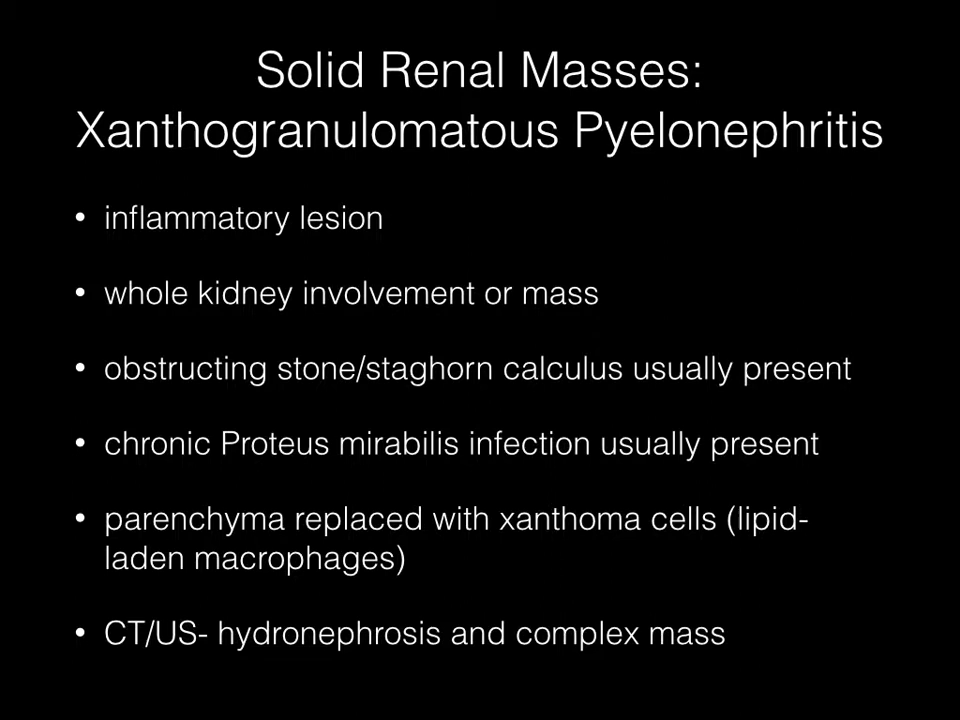 Solid Renal Masses:
Xanthogranulomatous Pyelonephritis
• inflammatory lesion
• whole kidney involvement or mass
• obstructing stone/staghorn calculus usually present
• chronic Proteus mirabilis infection usually present
• parenchyma replaced with xanthoma cells (lipid-
laden macrophages)
• CT/US- hydronephrosis and complex mass